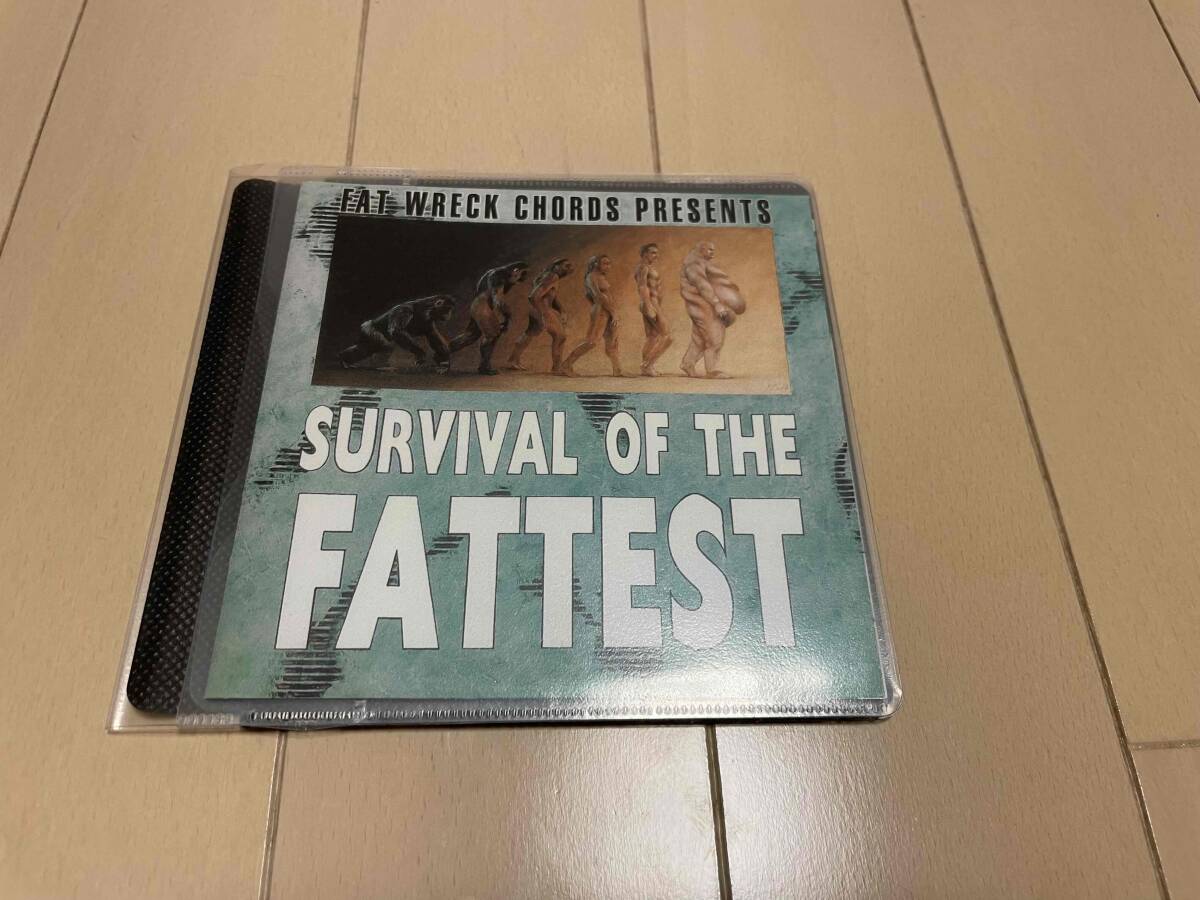 FAT WRECK CHORDS PRESENTS
SURVIVAL OF THE
FATTEST